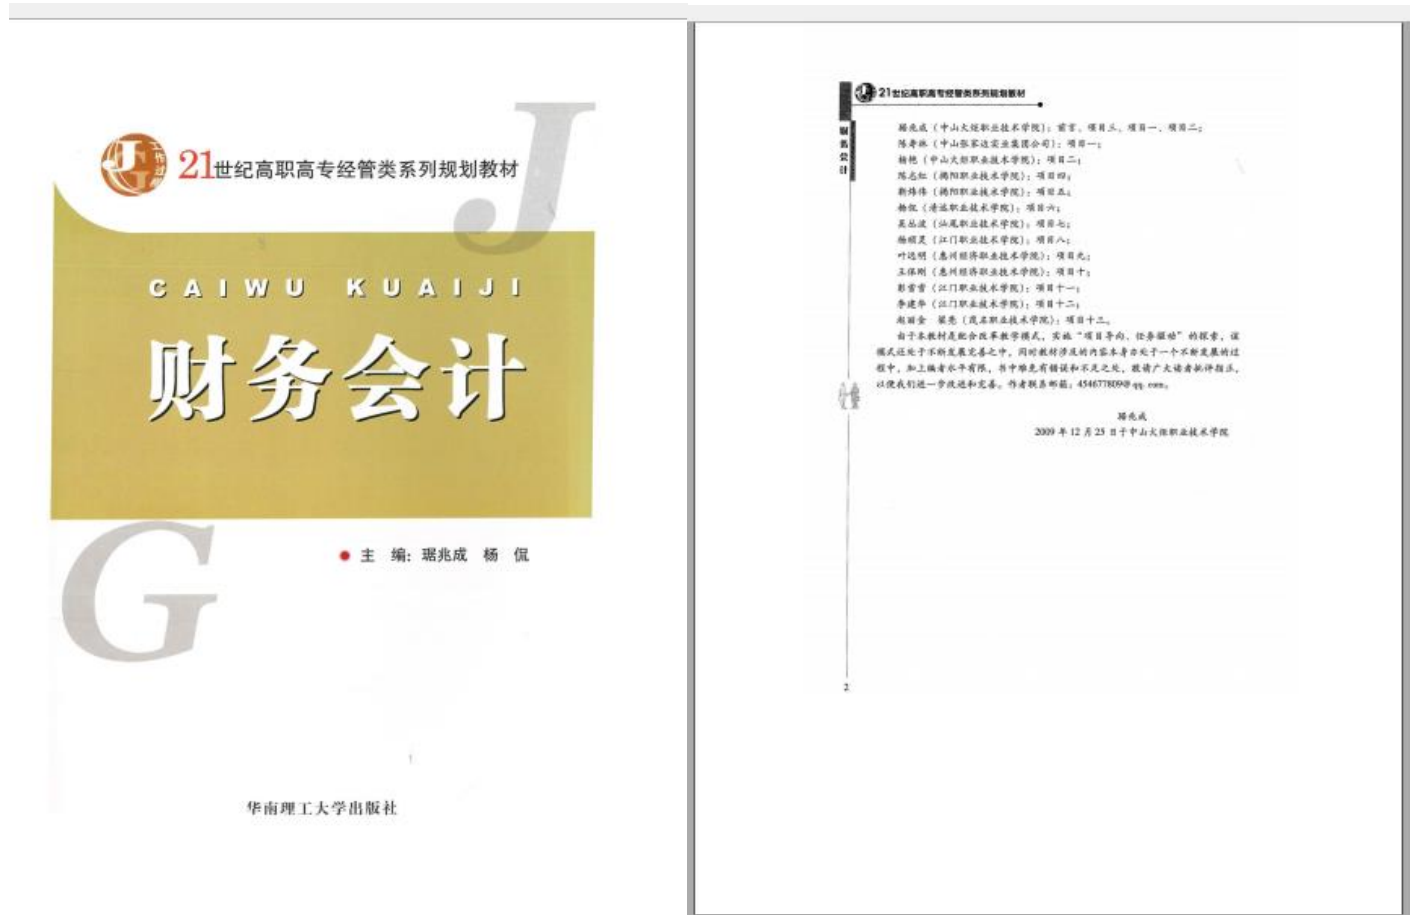 工作过程
21世纪高职高专经管类系列规划教材
CAIWU KUAIJI
财务会计
主 编：琚兆成 杨 侃
华南理工大学出版社
21世纪高职高专经管类系列规划教材
财务会计
琚兆成（中山火炬职业技术学院）：前言、项目三、项目一、项目二；
陈寿林（中山张家边实业集团公司）：项目一；
杨艳（中山火炬职业技术学院）：项目二；
陈志红（揭阳职业技术学院）：项目四；
靳炜伟（揭阳职业技术学院）：项目五；
杨侃（清远职业技术学院）：项目六；
吴丛波（汕尾职业技术学院）：项目七；
（江门职业技术学院）：项目八；
叶远明（惠州经济职业技术学院）：项目九；
王保刚（惠州经济职业技术学院）：项目十；
彭雪雪（江门职业技术学院）：项目十一；
李建华（江门职业技术学院）：项目十二；
赵丽金 梁亮（茂名职业技术学院）：项目十三。
由于本教材是配合改革教学模式，实施“项目导向、任务驱动”的探索，该
模式还处于不断发展完善之中，同时教材涉及的内容本身亦处于一个不断发展的过
程中，加上编者水平有限，书中难免有错误和不足之处，敬请广大读者批评指正，
以便我们进一步改进和完善。作者联系邮箱：454677809@qq.com。
琚兆成
2009 年 12 月 25 日于中山火炬职业技术学院
2